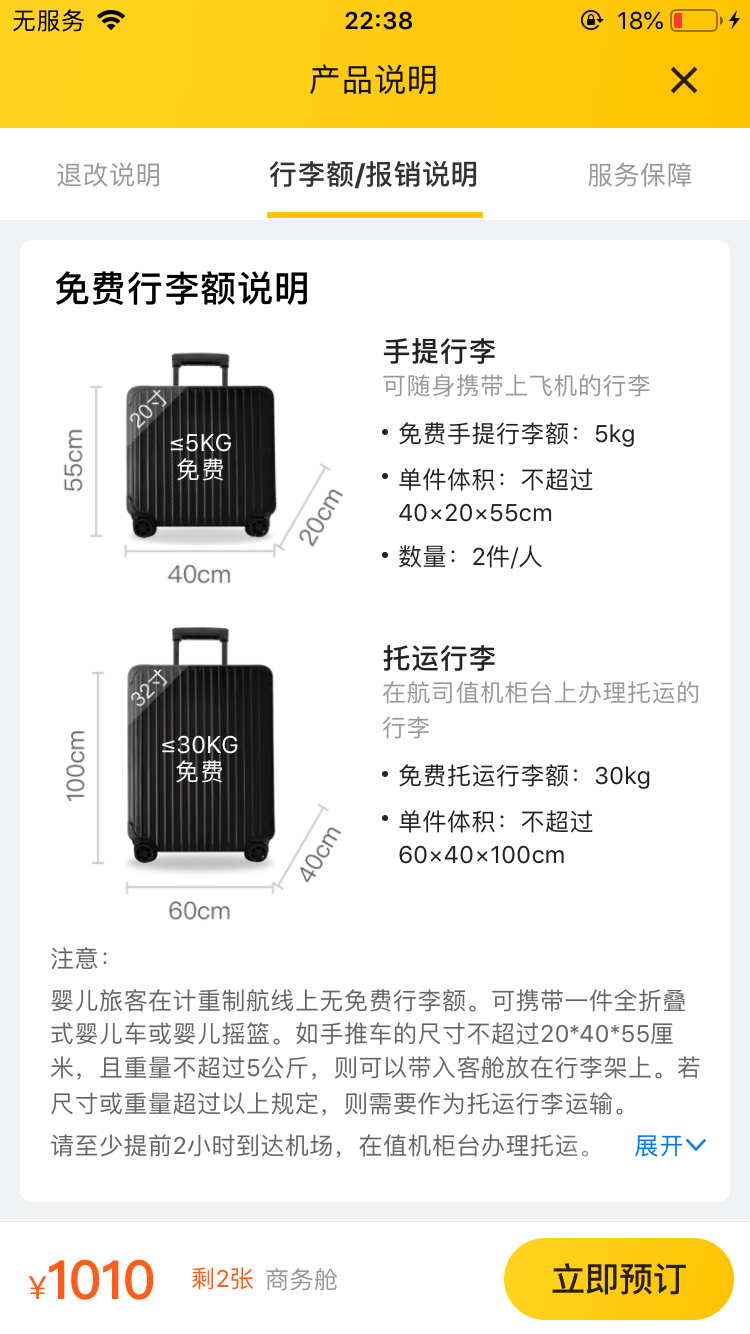 无服务
22:38
18%
产品说明
退改说明
行李额/报销说明
服务保障
免费行李额说明
20寸
≤5KG
免费
55cm
20cm
40cm
手提行李
可随身携带上飞机的行李
• 免费手提行李额：5kg
• 单件体积：不超过
40×20×55cm
• 数量：2件/人
32寸
≤30KG
免费
100cm
40cm
60cm
托运行李
在航司值机柜台上办理托运的
行李
• 免费托运行李额：30kg
• 单件体积：不超过
60×40×100cm
注意：
婴儿旅客在计重制航线上无免费行李额。可携带一件全折叠
式婴儿车或婴儿摇篮。如手推车的尺寸不超过20*40*55厘
米，且重量不超过5公斤，则可以带入客舱放在行李架上。若
尺寸或重量超过以上规定，则需要作为托运行李运输。
请至少提前2小时到达机场，在值机柜台办理托运。
展开
¥1010
剩2张
商务舱
立即预订